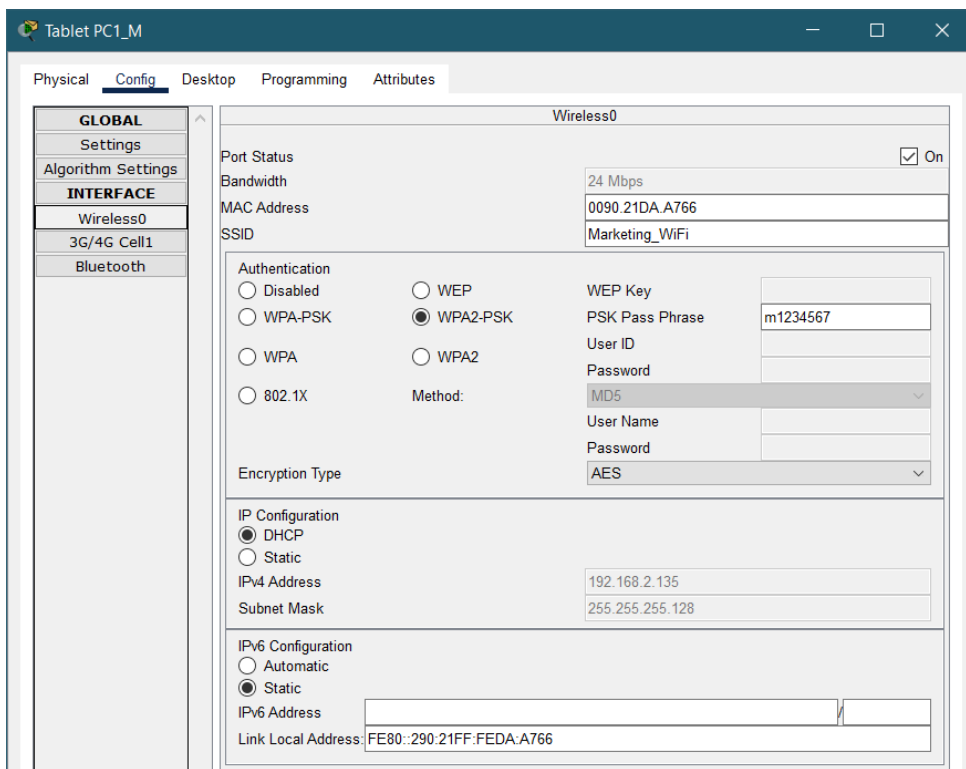 Tablet PC1_M
Physical Config Desktop Programming Attributes
GLOBAL
Settings
Algorithm Settings
INTERFACE
Wireless0
3G/4G Cell1
Bluetooth
Wireless0
Port Status On
Bandwidth 24 Mbps
MAC Address 0090.21DA.A766
SSID Marketing_WiFi
Authentication
Disabled WEP WEP Key
WPA-PSK WPA2-PSK PSK Pass Phrase m1234567
User ID
WPA WPA2
Password
802.1X Method: MD5
User Name
Password
Encryption Type AES
IP Configuration
DHCP
Static
IPv4 Address 192.168.2.135
Subnet Mask 255.255.255.128
IPv6 Configuration
Automatic
Static
IPv6 Address /
Link Local Address: FE80::290:21FF:FEDA:A766